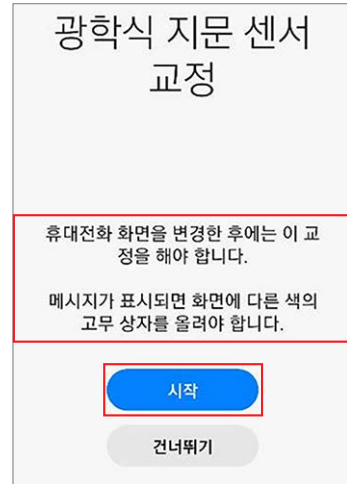 광학식 지문 센서
교정
휴대전화 화면을 변경한 후에는 이 교
정을 해야 합니다.
메시지가 표시되면 화면에 다른 색의
고무 상자를 올려야 합니다.
시작
건너뛰기